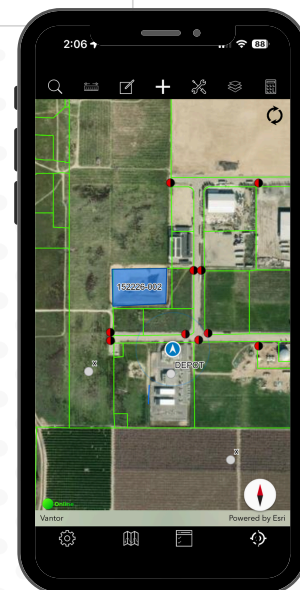 2:06
88
152226-002
DEPOT
x
x
Online
Vantor Powered by Esri